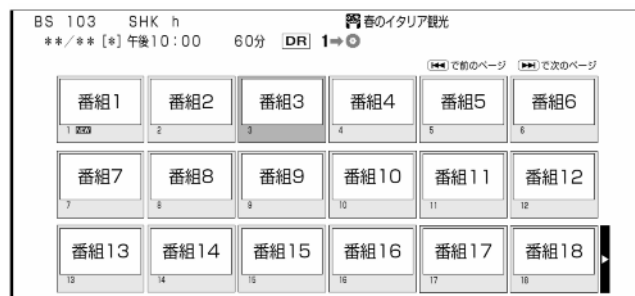 BS 103 SHK h 春のイタリア観光
**/** [*] 午後10:00 60分 DR 1➡
⏮で前のページ ⏭で次のページ
番組1 番組2 番組3 番組4 番組5 番組6
1 NEW 2 3 4 5 6
番組7 番組8 番組9 番組10 番組11 番組12
7 8 9 10 11 12
番組13 番組14 番組15 番組16 番組17 番組18
13 14 15 16 17 18